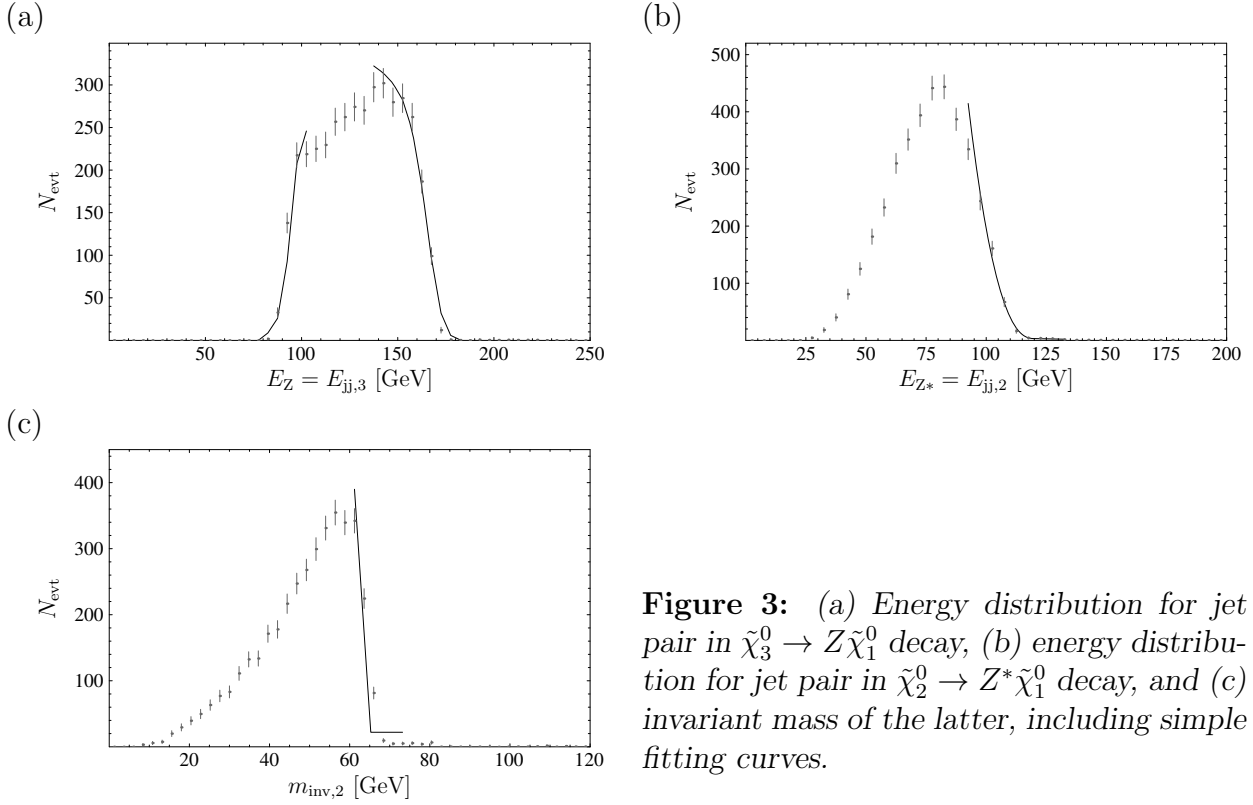 (a)
300
250
200
150
100
50
N_evt
50
100
150
200
250
E_Z = E_jj,3 [GeV]
(b)
500
400
300
200
100
N_evt
25
50
75
100
125
150
175
200
E_Z* = E_jj,2 [GeV]
(c)
400
300
200
100
N_evt
20
40
60
80
100
120
m_inv,2 [GeV]
Figure 3: (a) Energy distribution for jet
pair in χ̃⁰₃ → Zχ̃⁰₁ decay, (b) energy distribu-
tion for jet pair in χ̃⁰₂ → Z*χ̃⁰₁ decay, and (c)
invariant mass of the latter, including simple
fitting curves.